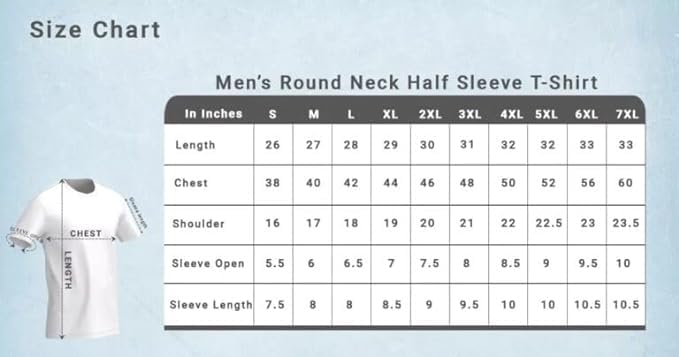 Size Chart
Men's Round Neck Half Sleeve T-Shirt
In Inches S M L XL 2XL 3XL 4XL 5XL 6XL 7XL
Length 26 27 28 29 30 31 32 32 33 33
Chest 38 40 42 44 46 48 50 52 56 60
Shoulder 16 17 18 19 20 21 22 22.5 23 23.5
Sleeve Open 5.5 6 6.5 7 7.5 8 8.5 9 9.5 10
Sleeve Length 7.5 8 8 8.5 9 9.5 10 10 10.5 10.5
Sleeve length
SLEEVE OPEN
CHEST
LENGTH